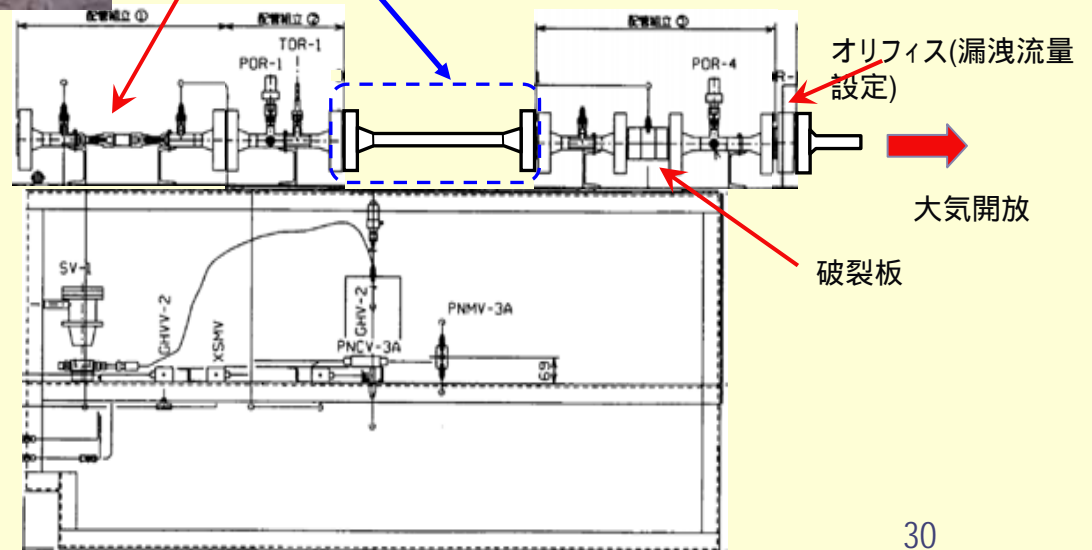 配管組立 ①
配管組立 ②
配管組立 ③
TOR-1
POR-1
POR-4
R-
オリフィス(漏洩流量
設定)
大気開放
破裂板
SV-1
GHVV-2
XSMV
GHV-2
PNCV-3A
PNMV-3A
69
30